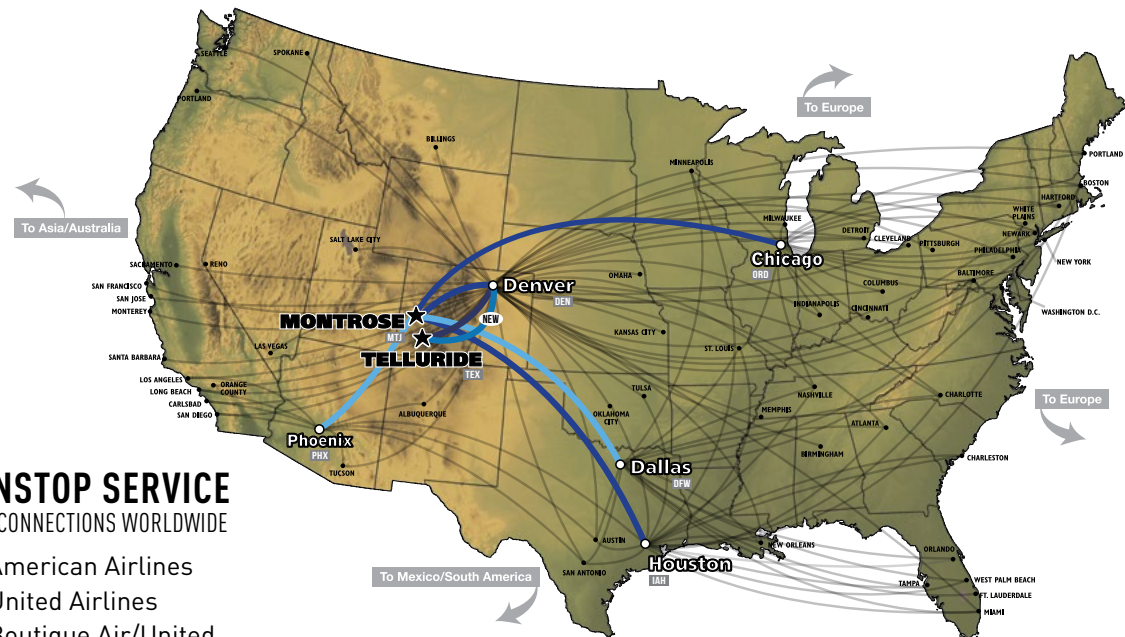 SEATTLE
SPOKANE
PORTLAND
BILLINGS
MINNEAPOLIS
To Europe
PORTLAND
BOSTON
HARTFORD
WHITE
PLAINS
NEWARK
NEW YORK
PHILADELPHIA
PITTSBURGH
CLEVELAND
DETROIT
MILWAUKEE
Chicago
ORD
To Asia/Australia
SALT LAKE CITY
SACRAMENTO
RENO
SAN FRANCISCO
SAN JOSE
MONTEREY
Denver
DEN
OMAHA
COLUMBUS
BALTIMORE
WASHINGTON D.C.
INDIANAPOLIS
CINCINNATI
NEW
MONTROSE
MTJ
TELLURIDE
TEX
KANSAS CITY
ST. LOUIS
LAS VEGAS
SANTA BARBARA
LOS ANGELES
ORANGE
COUNTY
LONG BEACH
CARLSBAD
SAN DIEGO
ALBUQUERQUE
TULSA
OKLAHOMA
CITY
NASHVILLE
MEMPHIS
CHARLOTTE
To Europe
ATLANTA
BIRMINGHAM
CHARLESTON
Phoenix
PHX
TUCSON
Dallas
DFW
AUSTIN
SAN ANTONIO
Houston
IAH
NEW ORLEANS
ORLANDO
TAMPA
WEST PALM BEACH
FT. LAUDERDALE
MIAMI
To Mexico/South America
NSTOP SERVICE
CONNECTIONS WORLDWIDE
American Airlines
United Airlines
Boutique Air/United